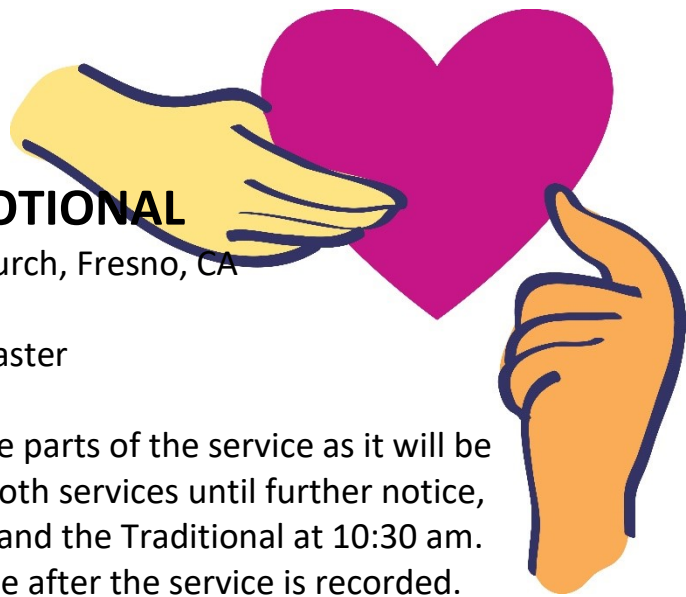 OTIONAL
urch, Fresno, CA
aster
e parts of the service as it will be
oth services until further notice,
and the Traditional at 10:30 am.
e after the service is recorded.